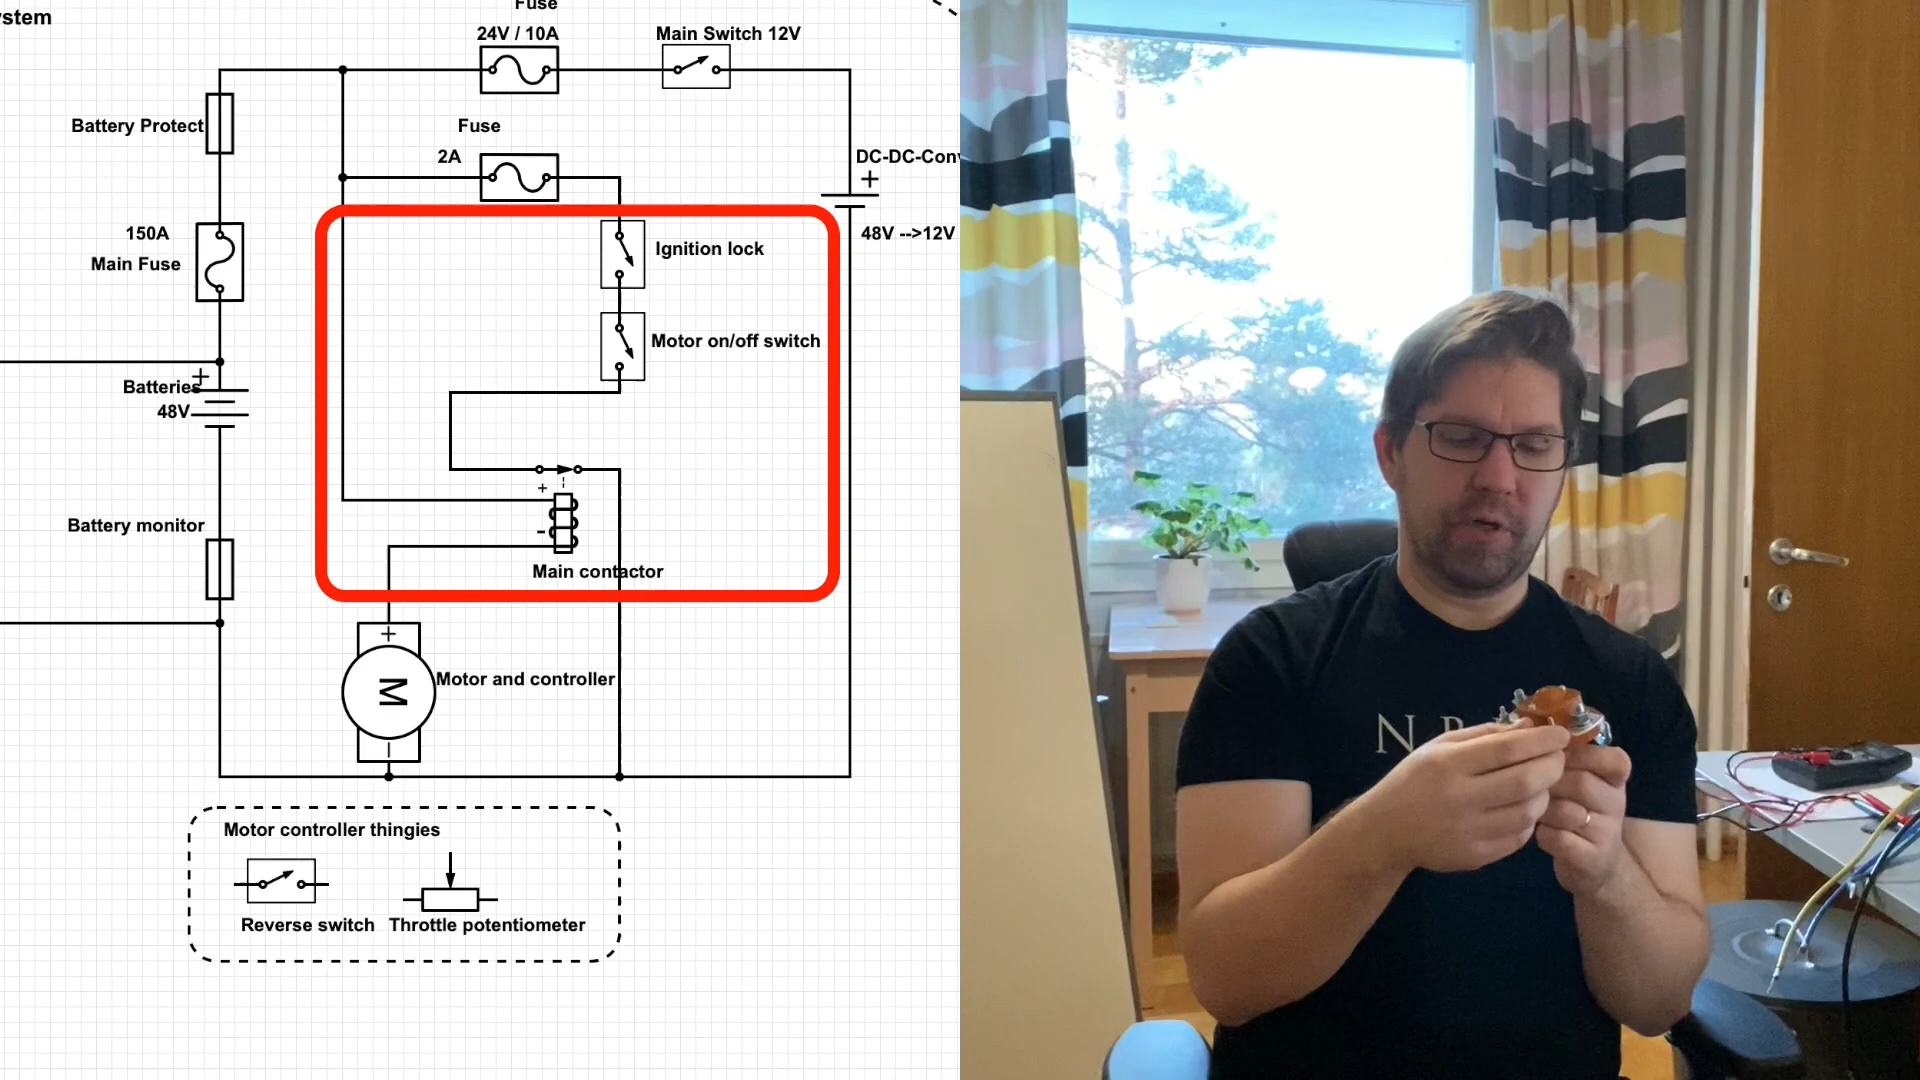 Fuse
24V / 10A
Main Switch 12V
Battery Protect
Fuse
2A
DC-DC-Con
+
48V -->12V
150A
Main Fuse
Ignition lock
Motor on/off switch
+
Batteries
48V
+
-
Battery monitor
Main contactor
+
M
Motor and controller
Motor controller thingies
Reverse switch
Throttle potentiometer
N